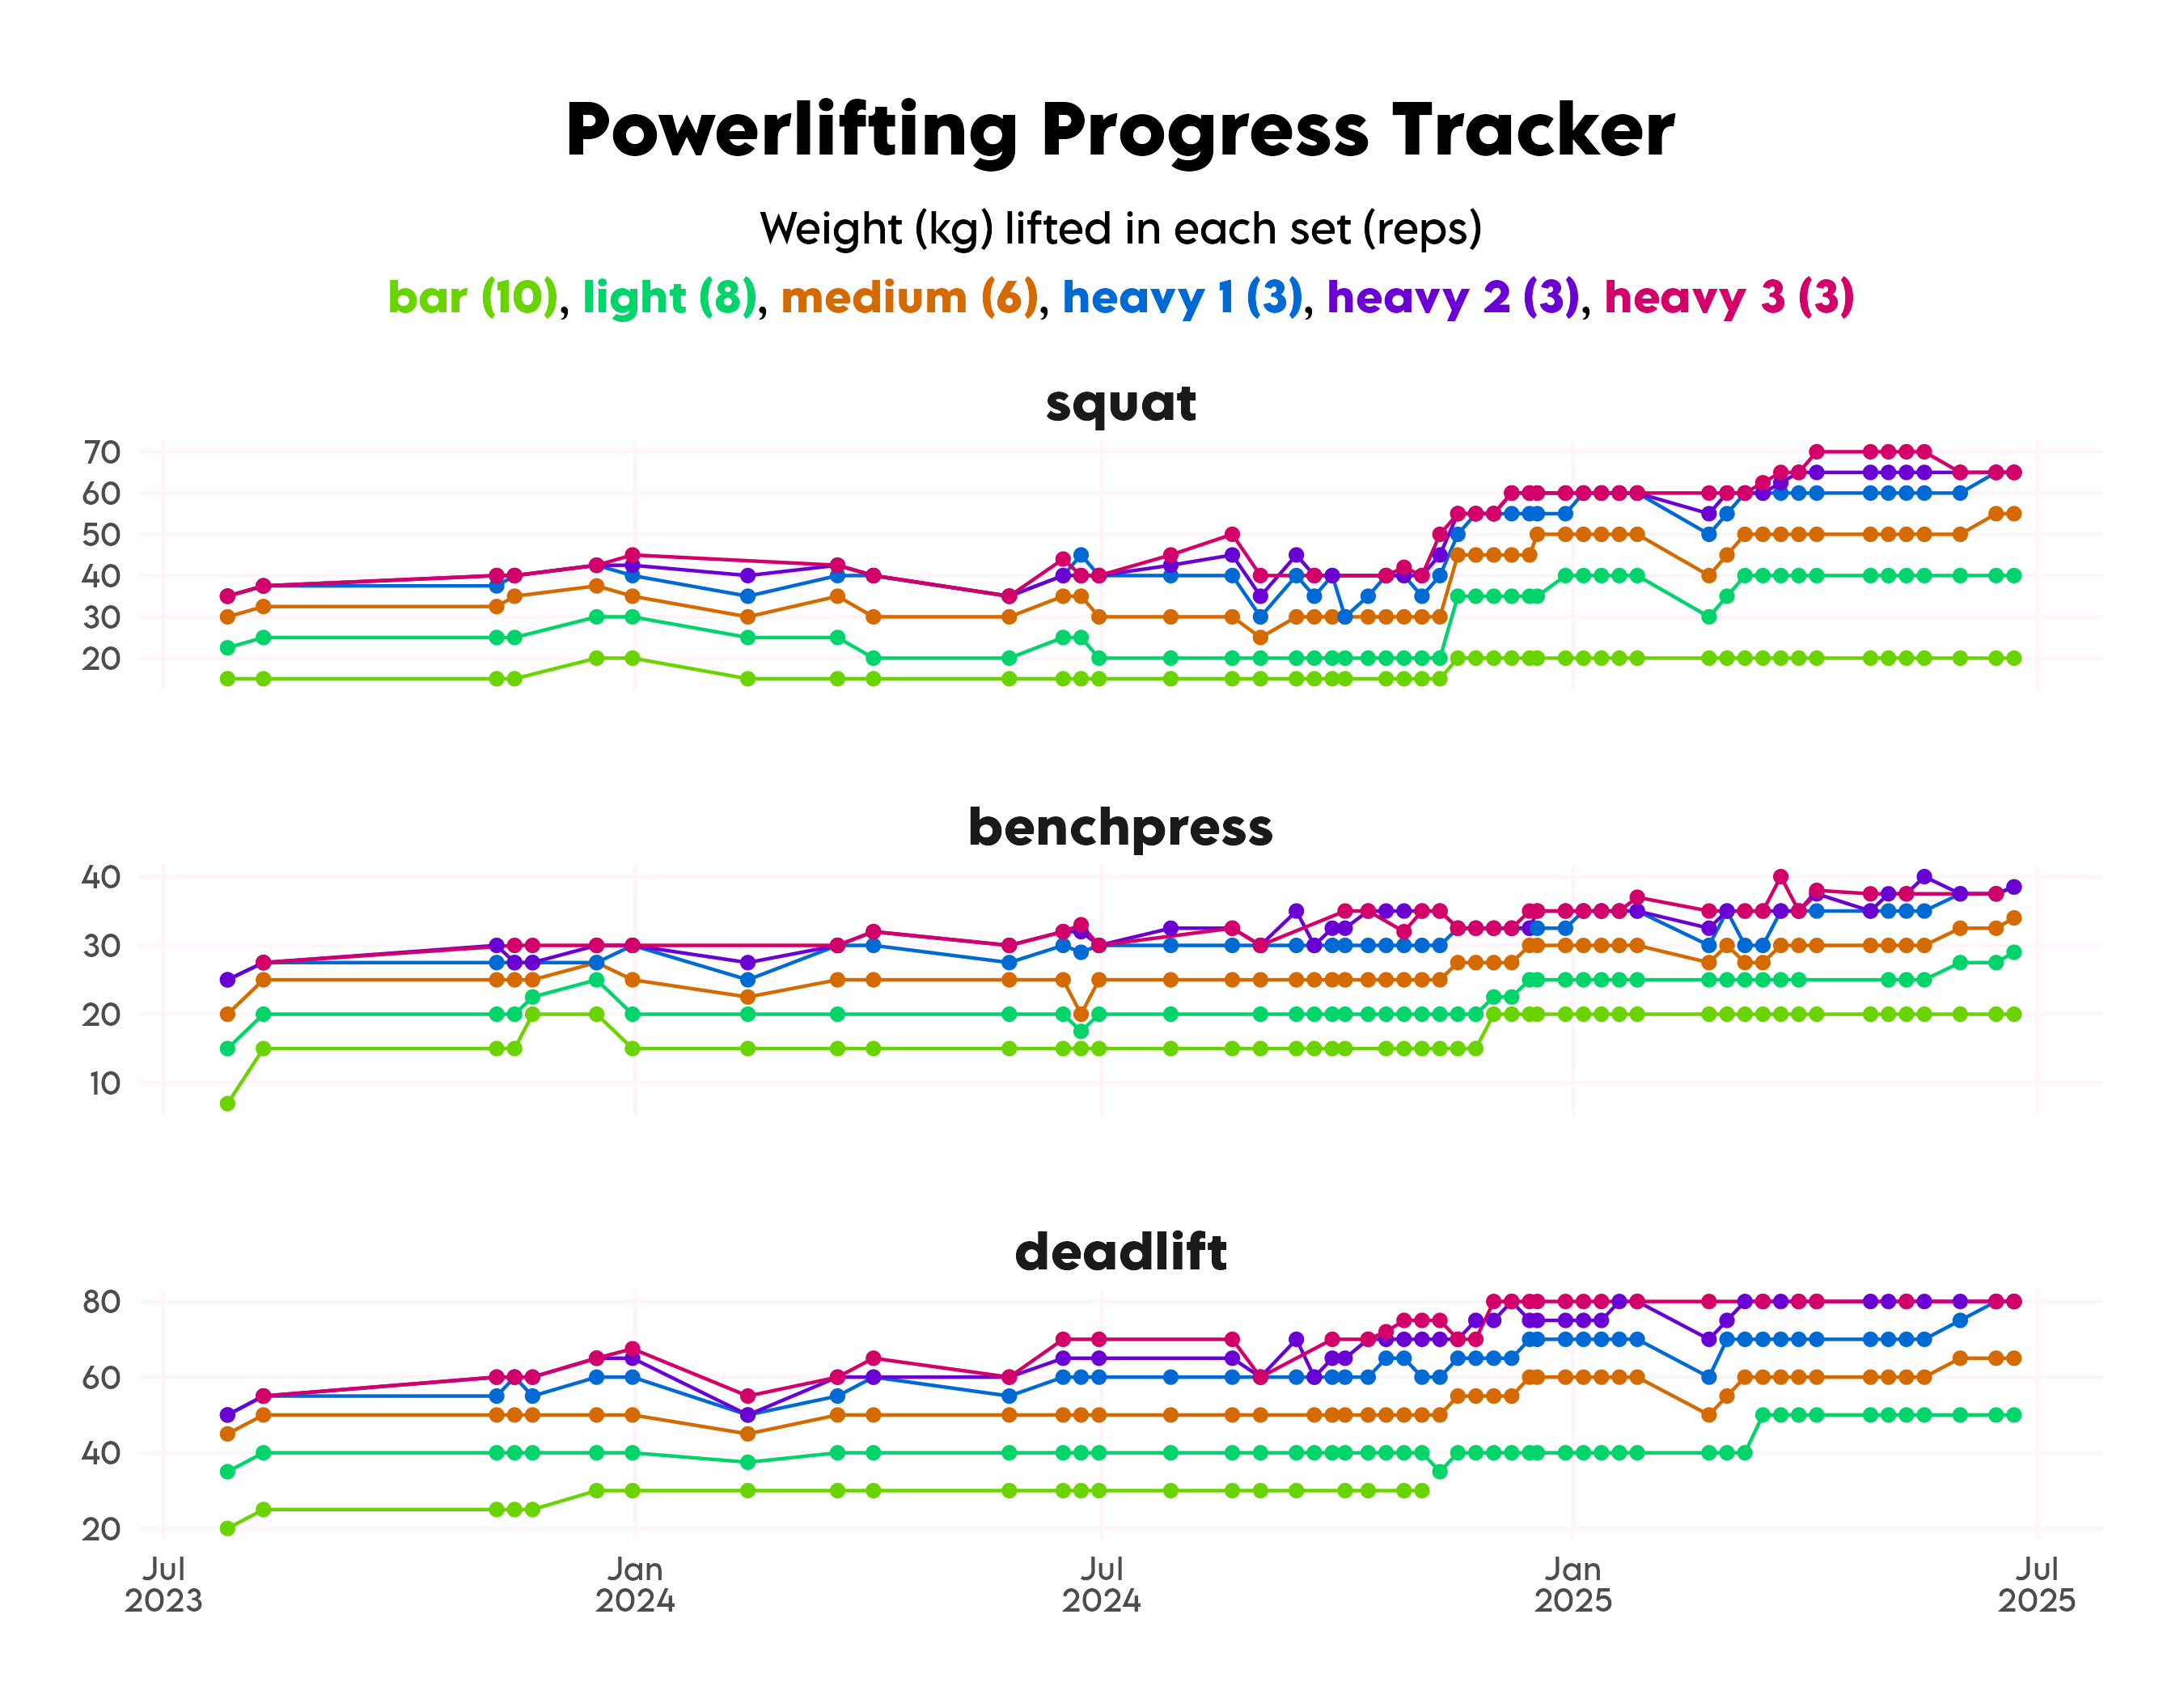 Powerlifting Progress Tracker
Weight (kg) lifted in each set (reps)
bar (10), light (8), medium (6), heavy 1 (3), heavy 2 (3), heavy 3 (3)
squat
70
60
50
40
30
20
benchpress
40
30
20
10
deadlift
80
60
40
20
Jul Jan Jul Jan Jul
2023 2024 2024 2025 2025